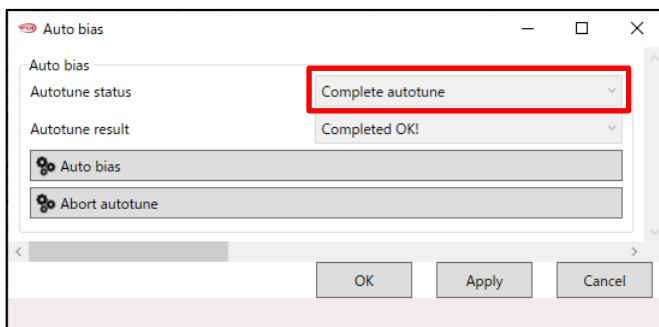 Auto bias
Auto bias
Autotune status
Complete autotune
Autotune result
Completed OK!
Auto bias
Abort autotune
OK
Apply
Cancel